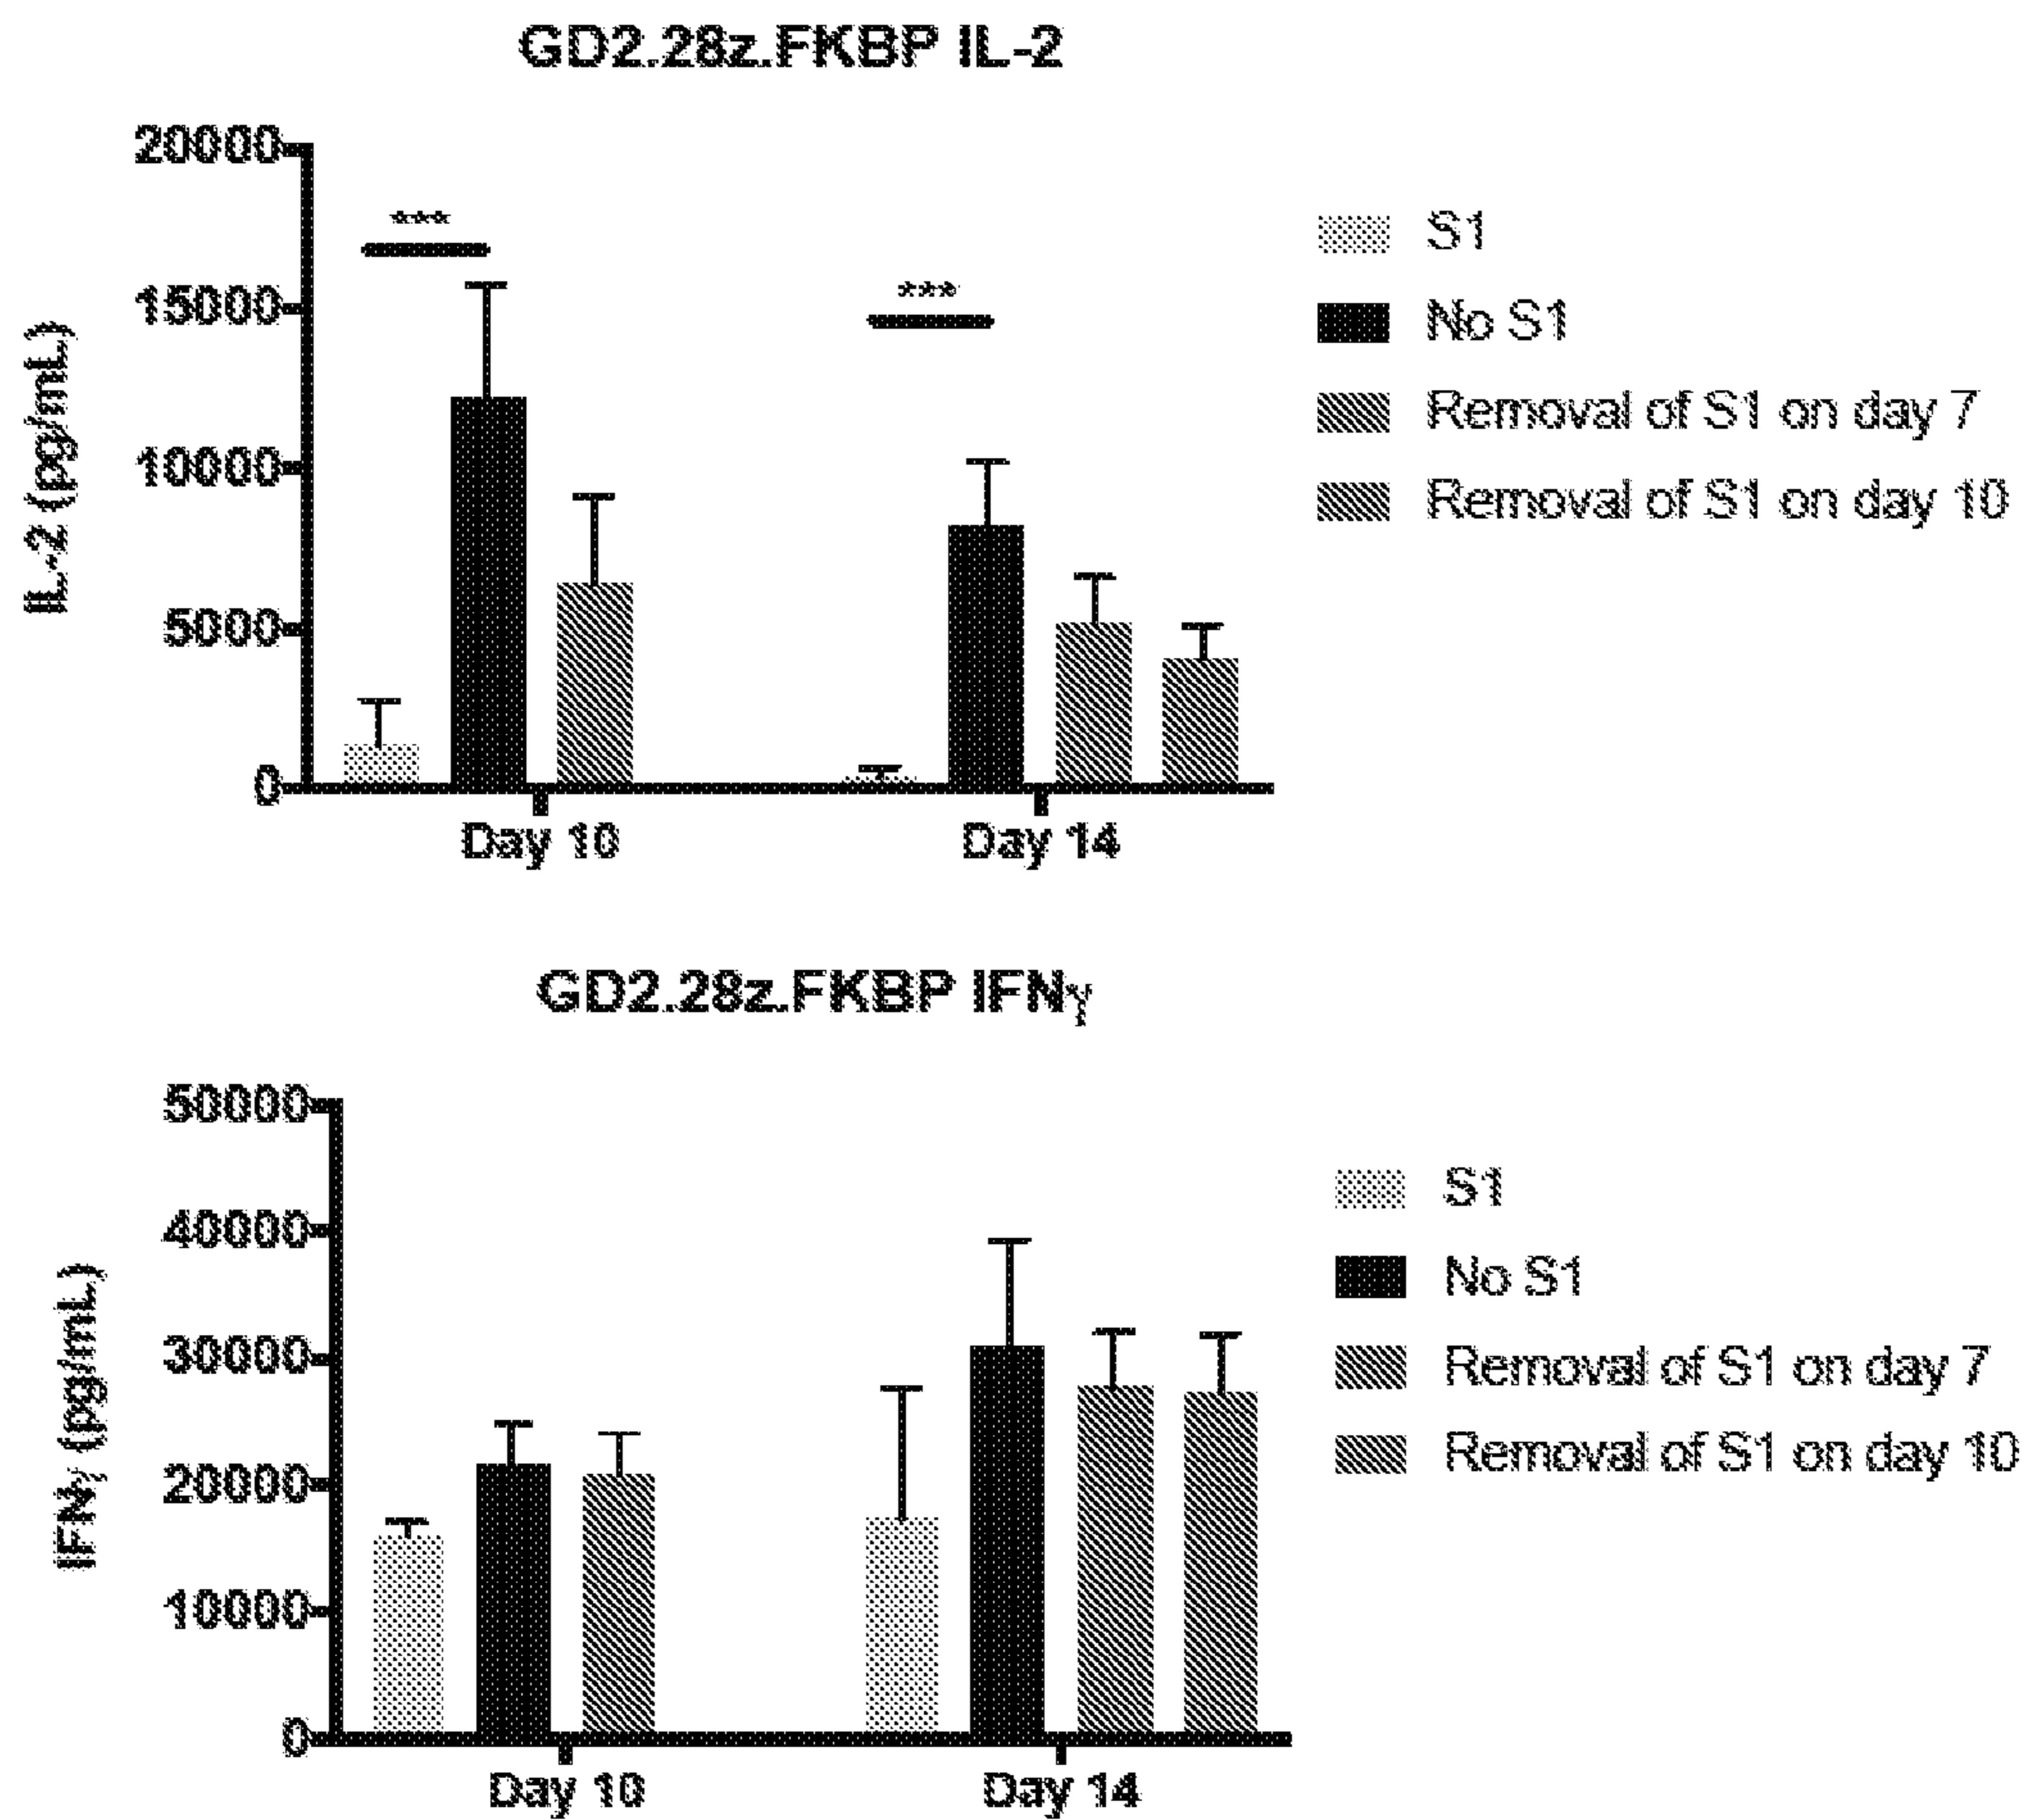 GD2.28z.FKBP IL-2
20000
15000
10000
5000
0
IL-2 (pg/mL)
***
***
Day 10
Day 14
S1
No S1
Removal of S1 on day 7
Removal of S1 on day 10
GD2.28z.FKBP IFNγ
50000
40000
30000
20000
10000
0
IFNγ (pg/mL)
Day 10
Day 14
S1
No S1
Removal of S1 on day 7
Removal of S1 on day 10